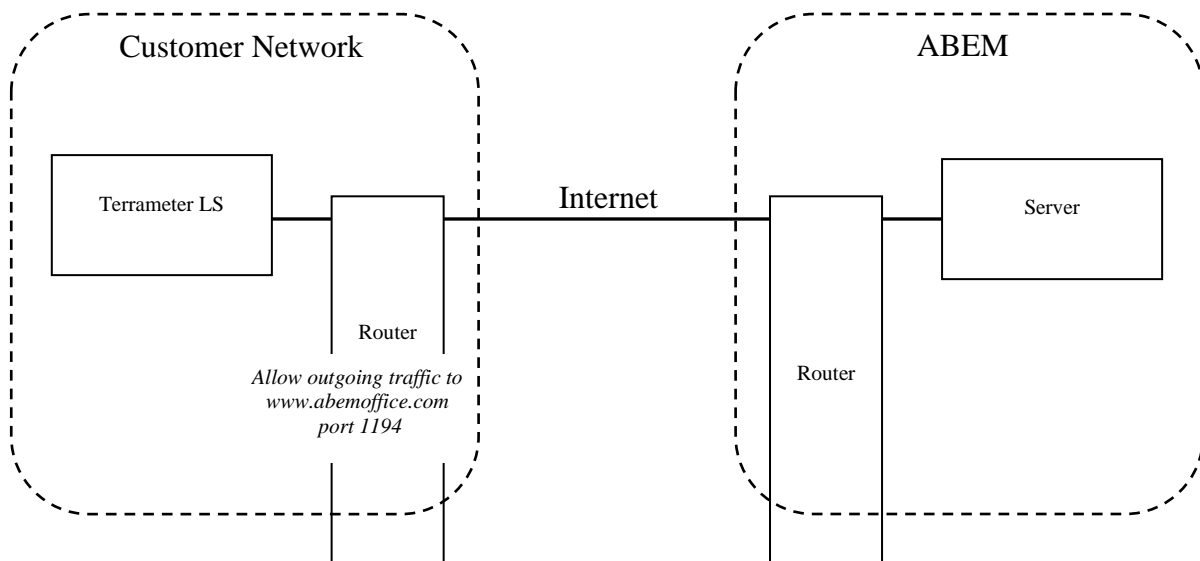 Customer Network
ABEM
Terrameter LS
Internet
Server
Router
Allow outgoing traffic to
www.abemoffice.com
port 1194
Router